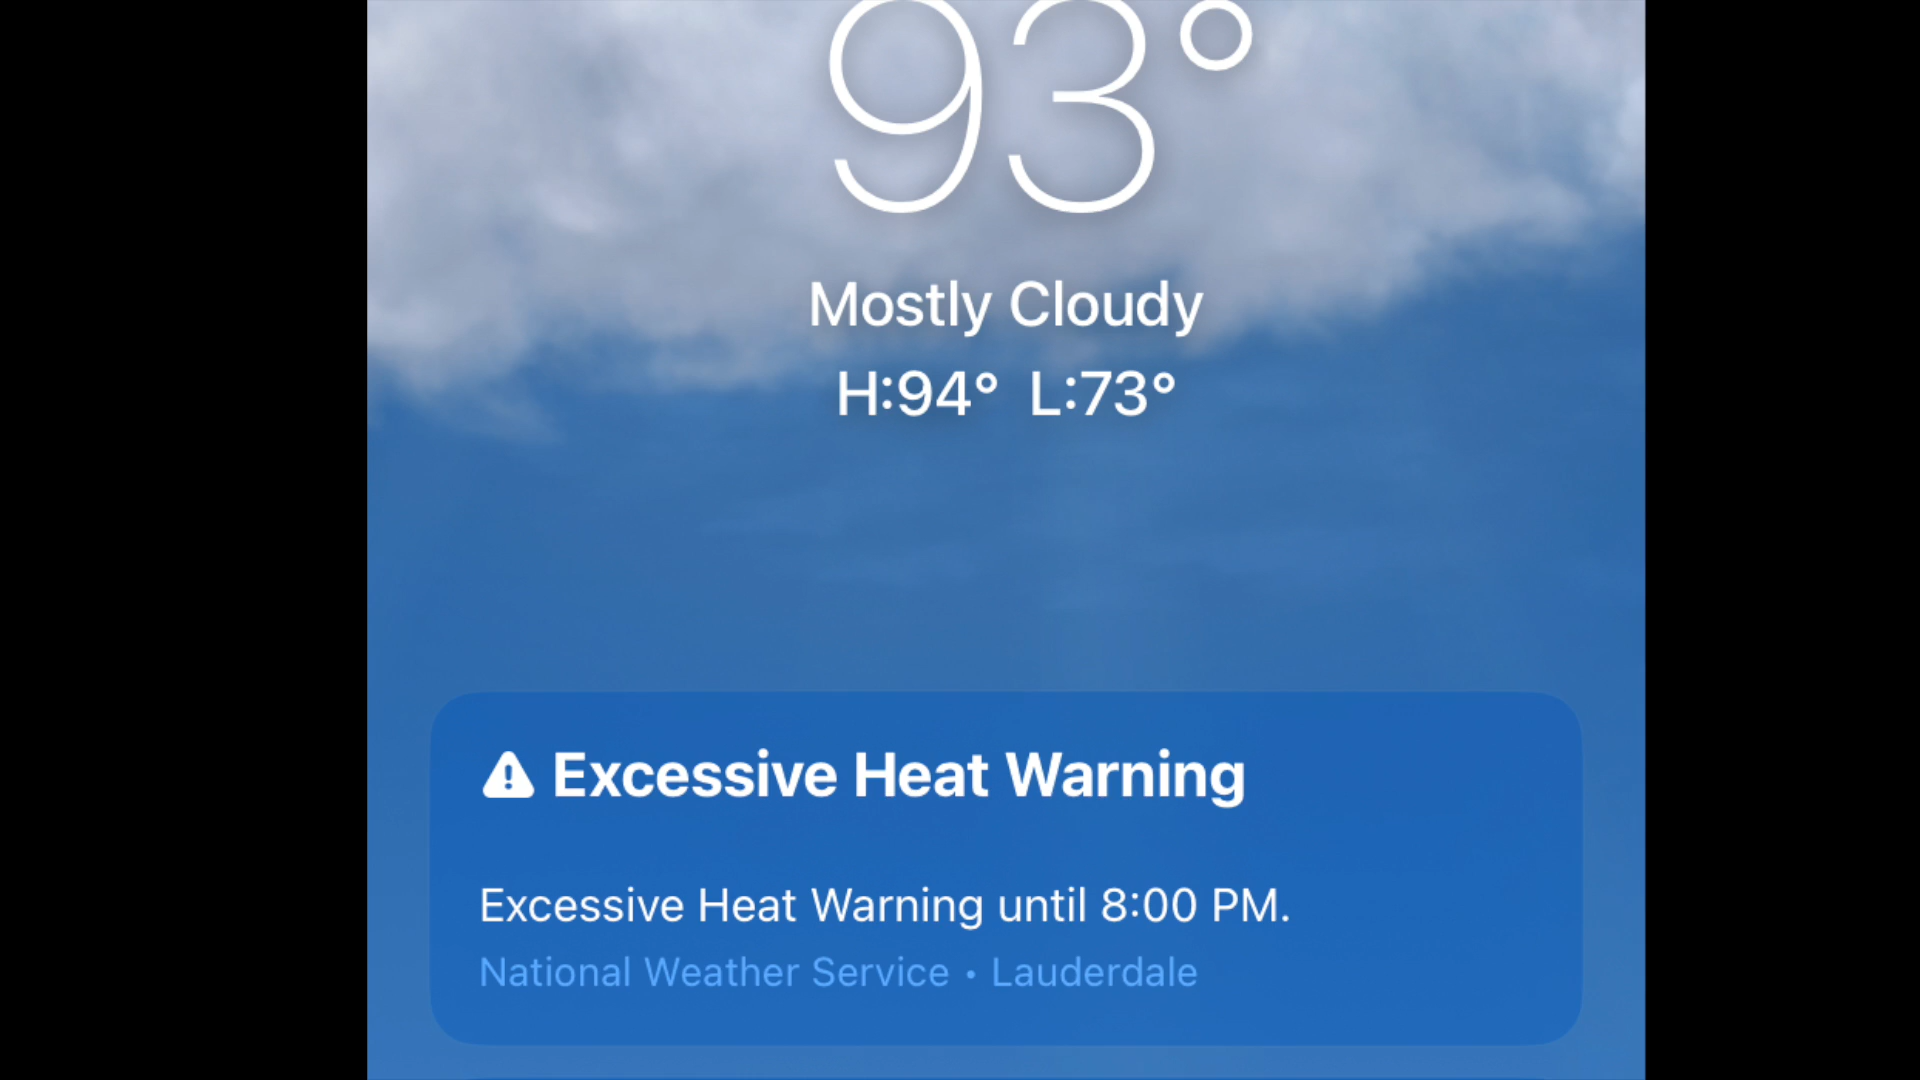 93°
Mostly Cloudy
H:94° L:73°
Excessive Heat Warning
Excessive Heat Warning until 8:00 PM.
National Weather Service • Lauderdale